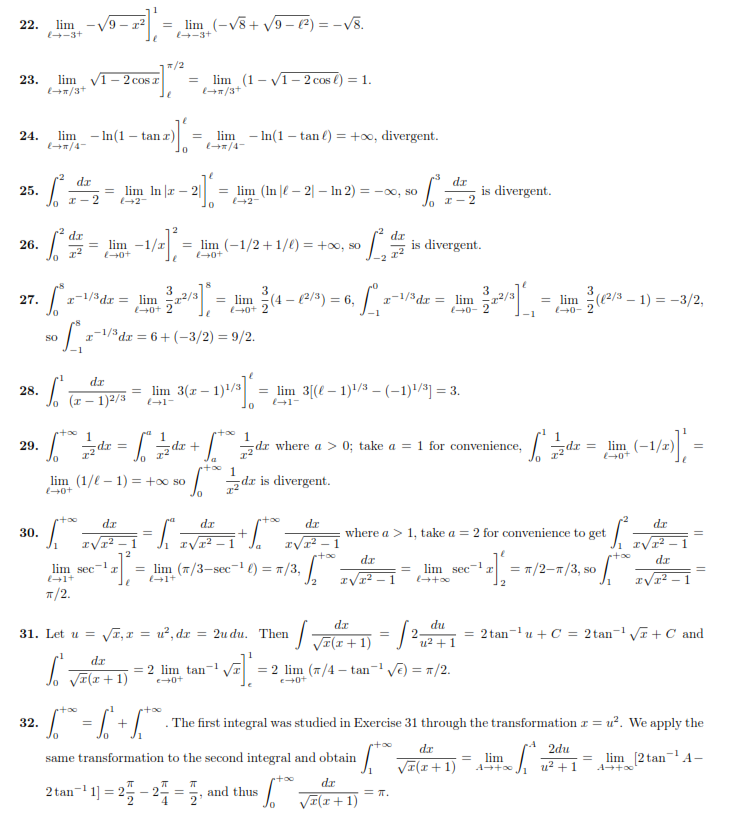 22. lim_{ℓ→−3⁺} −√(9 − x²)]_ℓ^1 = lim_{ℓ→−3⁺} (−√8 + √(9 − ℓ²)) = −√8.
23. lim_{ℓ→π/3⁺} √(1 − 2 cos x)]_ℓ^{π/2} = lim_{ℓ→π/3⁺} (1 − √(1 − 2 cos ℓ)) = 1.
24. lim_{ℓ→π/4⁻} − ln(1 − tan x)]_0^ℓ = lim_{ℓ→π/4⁻} − ln(1 − tan ℓ) = +∞, divergent.
25. ∫_0^2 dx/(x − 2) = lim_{ℓ→2⁻} ln |x − 2|]_0^ℓ = lim_{ℓ→2⁻} (ln |ℓ − 2| − ln 2) = −∞, so ∫_0^3 dx/(x − 2) is divergent.
26. ∫_0^2 dx/x² = lim_{ℓ→0⁺} −1/x]_ℓ^2 = lim_{ℓ→0⁺} (−1/2 + 1/ℓ) = +∞, so ∫_{−2}^2 dx/x² is divergent.
27. ∫_0^8 x^{−1/3}dx = lim_{ℓ→0⁺} 3/2 x^{2/3}]_ℓ^8 = lim_{ℓ→0⁺} 3/2 (4 − ℓ^{2/3}) = 6, ∫_{−1}^0 x^{−1/3}dx = lim_{ℓ→0⁻} 3/2 x^{2/3}]_{−1}^ℓ = lim_{ℓ→0⁻} 3/2 (ℓ^{2/3} − 1) = −3/2,
so ∫_{−1}^8 x^{−1/3}dx = 6 + (−3/2) = 9/2.
28. ∫_0^1 dx/(x − 1)^{2/3} = lim_{ℓ→1⁻} 3(x − 1)^{1/3}]_0^ℓ = lim_{ℓ→1⁻} 3[(ℓ − 1)^{1/3} − (−1)^{1/3}] = 3.
29. ∫_0^{+∞} 1/x² dx = ∫_0^a 1/x² dx + ∫_a^{+∞} 1/x² dx where a > 0; take a = 1 for convenience, ∫_0^1 1/x² dx = lim_{ℓ→0⁺} (−1/x)]_ℓ^1 =
lim_{ℓ→0⁺} (1/ℓ − 1) = +∞ so ∫_0^{+∞} 1/x² dx is divergent.
30. ∫_1^{+∞} dx/(x√(x² − 1)) = ∫_1^a dx/(x√(x² − 1)) + ∫_a^{+∞} dx/(x√(x² − 1)) where a > 1, take a = 2 for convenience to get ∫_1^2 dx/(x√(x² − 1)) =
lim_{ℓ→1⁺} sec⁻¹ x]_ℓ^2 = lim_{ℓ→1⁺} (π/3−sec⁻¹ ℓ) = π/3, ∫_2^{+∞} dx/(x√(x² − 1)) = lim_{ℓ→+∞} sec⁻¹ x]_2^ℓ = π/2−π/3, so ∫_1^{+∞} dx/(x√(x² − 1)) =
π/2.
31. Let u = √x, x = u², dx = 2u du. Then ∫ dx/(√x(x + 1)) = ∫ 2 du/(u² + 1) = 2 tan⁻¹ u + C = 2 tan⁻¹ √x + C and
∫_0^1 dx/(√x(x + 1)) = 2 lim_{ϵ→0⁺} tan⁻¹ √x]_ϵ^1 = 2 lim_{ϵ→0⁺} (π/4 − tan⁻¹ √ϵ) = π/2.
32. ∫_0^{+∞} = ∫_0^1 + ∫_1^{+∞}. The first integral was studied in Exercise 31 through the transformation x = u². We apply the
same transformation to the second integral and obtain ∫_1^{+∞} dx/(√x(x + 1)) = lim_{A→+∞} ∫_1^A 2du/(u² + 1) = lim_{A→+∞} [2 tan⁻¹ A−
2 tan⁻¹ 1] = 2 π/2 − 2 π/4 = π/2, and thus ∫_0^{+∞} dx/(√x(x + 1)) = π.